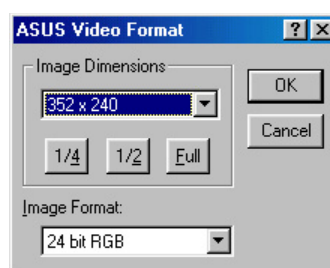 ASUS Video Format
Image Dimensions
352 x 240
OK
Cancel
1/4 1/2 Full
Image Format:
24 bit RGB